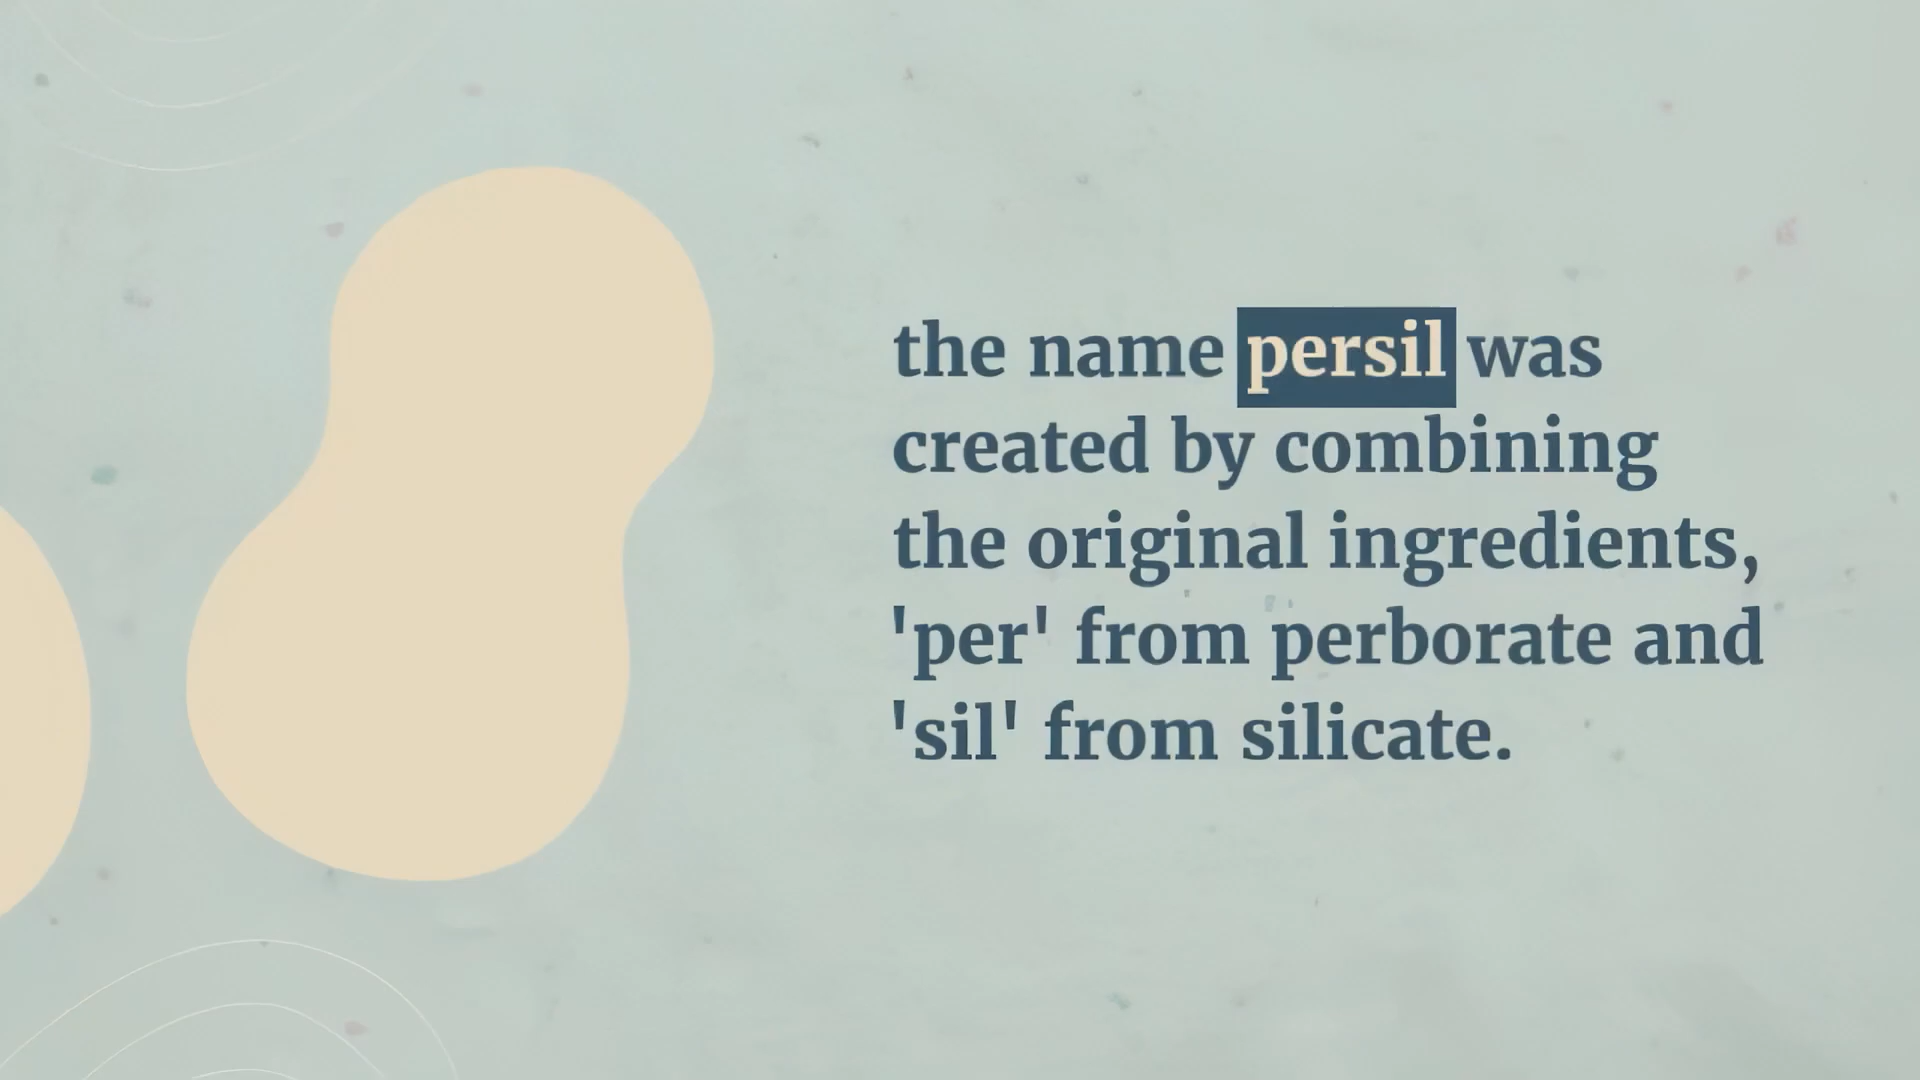 the name persil was
created by combining
the original ingredients,
'per' from perborate and
'sil' from silicate.